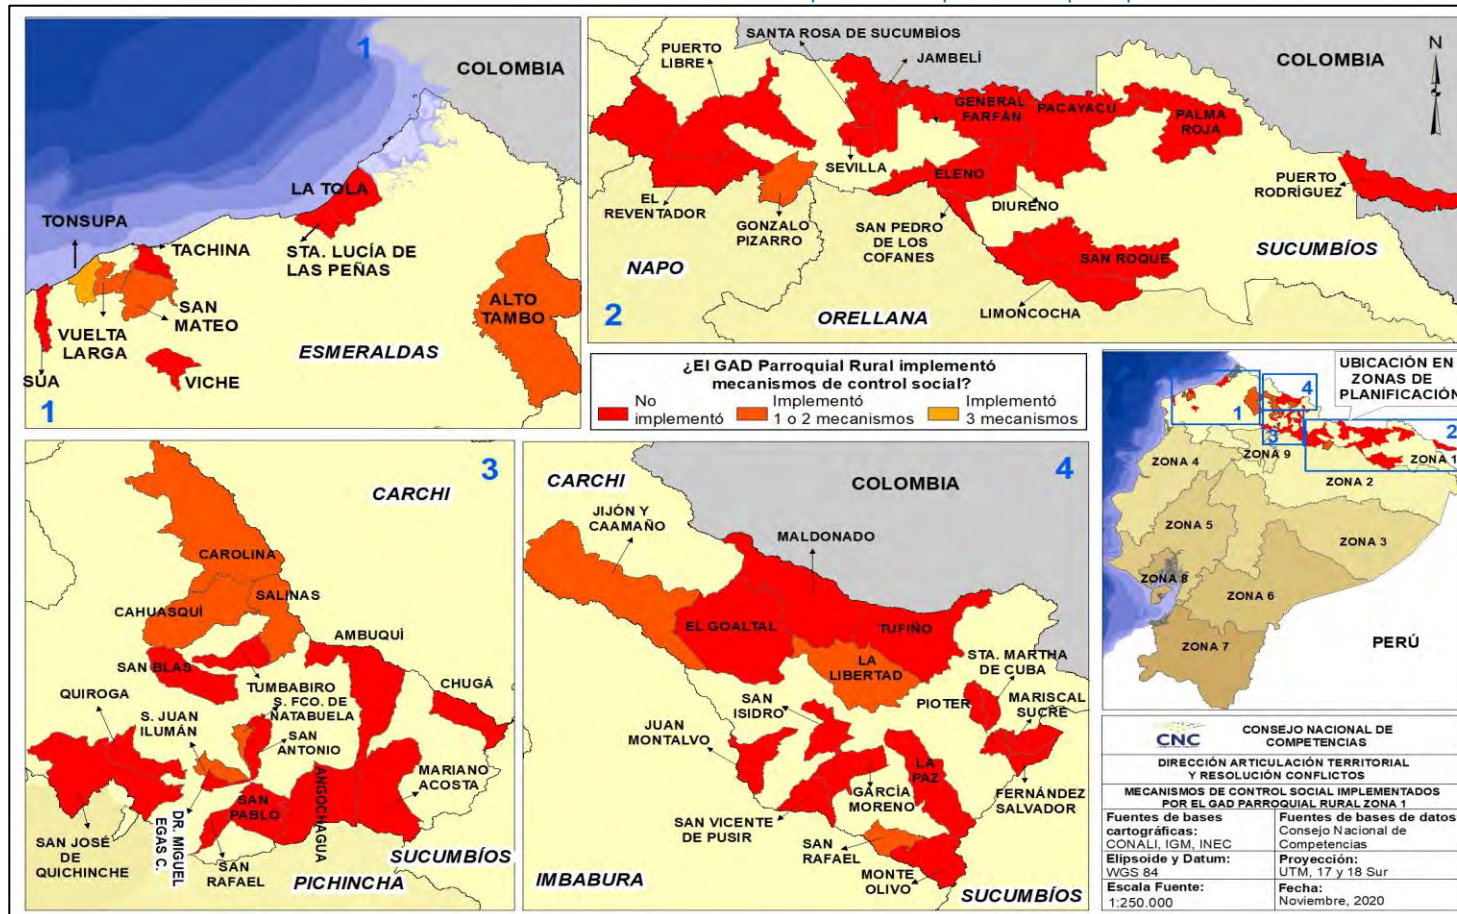 1
COLOMBIA
LA TOLA
TONSUPA
TACHINA
STA. LUCÍA DE
LAS PEÑAS
SAN
MATEO
ALTO
TAMBO
VUELTA
LARGA
ESMERALDAS
SÚA
VICHE
1
SANTA ROSA DE SUCUMBÍOS
PUERTO
LIBRE
JAMBELÍ
COLOMBIA
N
GENERAL
FARFÁN
PACAYACU
PALMA
ROJA
SEVILLA
ELENO
PUERTO
RODRÍGUEZ
EL
REVENTADOR
DIURENO
GONZALO
PIZARRO
SAN PEDRO
DE LOS
COFANES
SUCUMBÍOS
NAPO
SAN ROQUE
LIMONCOCHA
2
ORELLANA
¿El GAD Parroquial Rural implementó
mecanismos de control social?
No
implementó
Implementó
1 o 2 mecanismos
Implementó
3 mecanismos
UBICACIÓN EN
ZONAS DE
PLANIFICACIÓN
4
1
3
2
ZONA 1
ZONA 4
ZONA 9
ZONA 2
ZONA 5
ZONA 3
ZONA 8
ZONA 6
ZONA 7
PERÚ
3
CARCHI
CAROLINA
SALINAS
CAHUASQUÍ
AMBUQUÍ
SAN BLAS
CHUGÁ
QUIROGA
TUMBABIRO
S. FCO. DE
NATABUELA
S. JUAN
ILUMÁN
SAN
ANTONIO
MARIANO
ACOSTA
ANGOCHAGUA
SAN
PABLO
SAN JOSÉ
DE
QUICHINCHE
DR. MIGUEL
EGAS C.
SAN
RAFAEL
SUCUMBÍOS
PICHINCHA
4
CARCHI
COLOMBIA
JIJÓN Y
CAAMAÑO
MALDONADO
EL GOALTAL
TUFIÑO
LA
LIBERTAD
STA. MARTHA
DE CUBA
SAN
ISIDRO
PIOTER
MARISCAL
SUCRE
JUAN
MONTALVO
LA
PAZ
GARCÍA
MORENO
FERNÁNDEZ
SALVADOR
SAN VICENTE
DE PUSIR
SAN
RAFAEL
MONTE
OLIVO
IMBABURA
SUCUMBÍOS
CNC
CONSEJO NACIONAL DE
COMPETENCIAS
DIRECCIÓN ARTICULACIÓN TERRITORIAL
Y RESOLUCIÓN CONFLICTOS
MECANISMOS DE CONTROL SOCIAL IMPLEMENTADOS
POR EL GAD PARROQUIAL RURAL ZONA 1
Fuentes de bases
cartográficas:
CONALI, IGM, INEC
Fuentes de bases de datos
Consejo Nacional de
Competencias
Elipsoide y Datum:
WGS 84
Proyección:
UTM, 17 y 18 Sur
Escala Fuente:
1:250.000
Fecha:
Noviembre, 2020